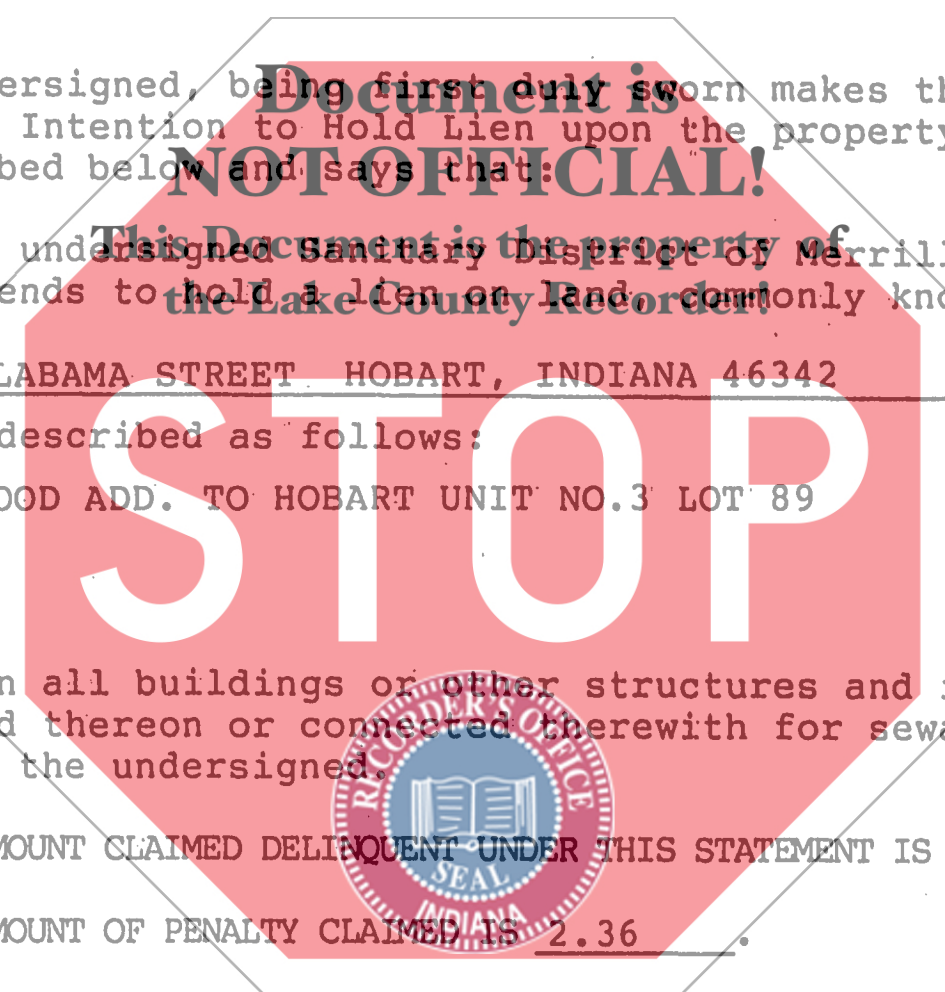 ersigned, being first duly sworn makes th
Intention to Hold Lien upon the property
bed below and says that:
undersigned Sanitary District of Merrill
ends to hold a lien on land, commonly kno
LABAMA STREET HOBART, INDIANA 46342
described as follows:
OOD ADD. TO HOBART UNIT NO.3 LOT 89
n all buildings or other structures and
d thereon or connected therewith for sewa
the undersigned.
MOUNT CLAIMED DELINQUENT UNDER THIS STATEMENT IS
MOUNT OF PENALTY CLAIMED IS 2.36.
Document is
NOT OFFICIAL!
This Document is the property of
the Lake County Recorder!
STOP
RECORDER'S OFFICE
SEAL
INDIANA